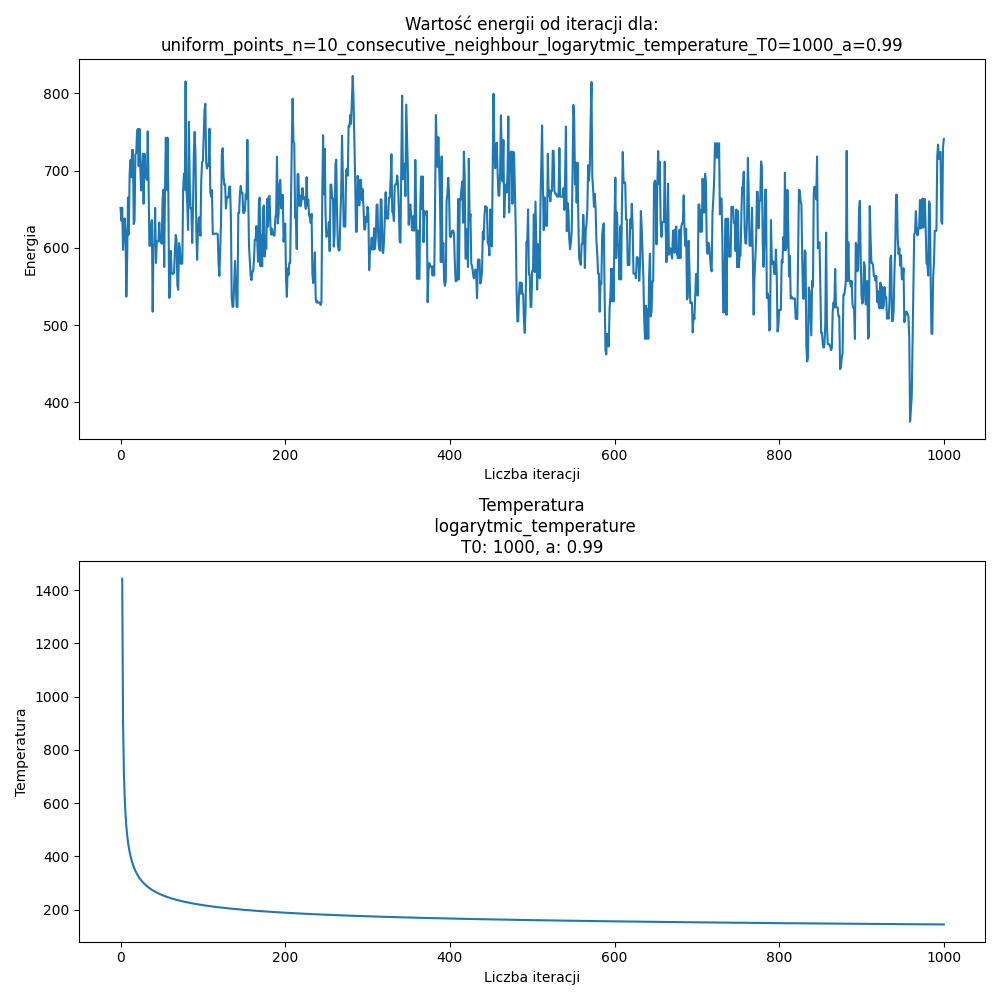 Wartość energii od iteracji dla:
uniform_points_n=10_consecutive_neighbour_logarytmic_temperature_T0=1000_a=0.99
800
700
600
500
400
Energia
0
200
400
600
800
1000
Liczba iteracji
Temperatura
logarytmic_temperature
T0: 1000, a: 0.99
1400
1200
1000
800
600
400
200
Temperatura
0
200
400
600
800
1000
Liczba iteracji